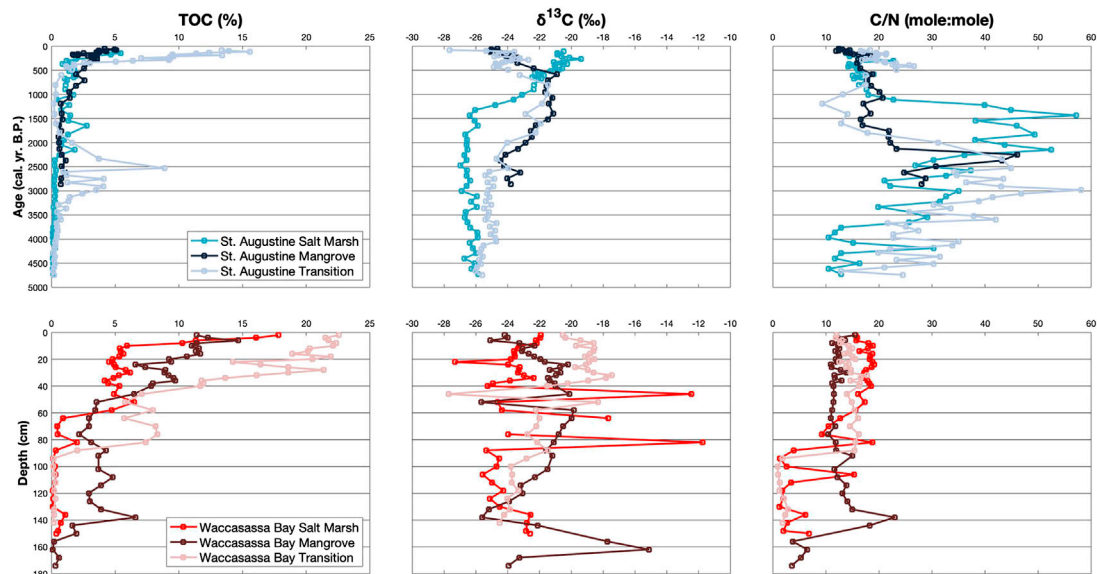 TOC (%) δ¹³C (‰) C/N (mole:mole)
0 5 10 15 20 25
-30 -28 -26 -24 -22 -20 -18 -16 -14 -12 -10
0 10 20 30 40 50 60
Age (cal. yr. B.P.)
0
500
1000
1500
2000
2500
3000
3500
4000
4500
5000
St. Augustine Salt Marsh
St. Augustine Mangrove
St. Augustine Transition
0 5 10 15 20 25
-30 -28 -26 -24 -22 -20 -18 -16 -14 -12 -10
0 10 20 30 40 50 60
Depth (cm)
0
20
40
60
80
100
120
140
160
180
Waccasassa Bay Salt Marsh
Waccasassa Bay Mangrove
Waccasassa Bay Transition